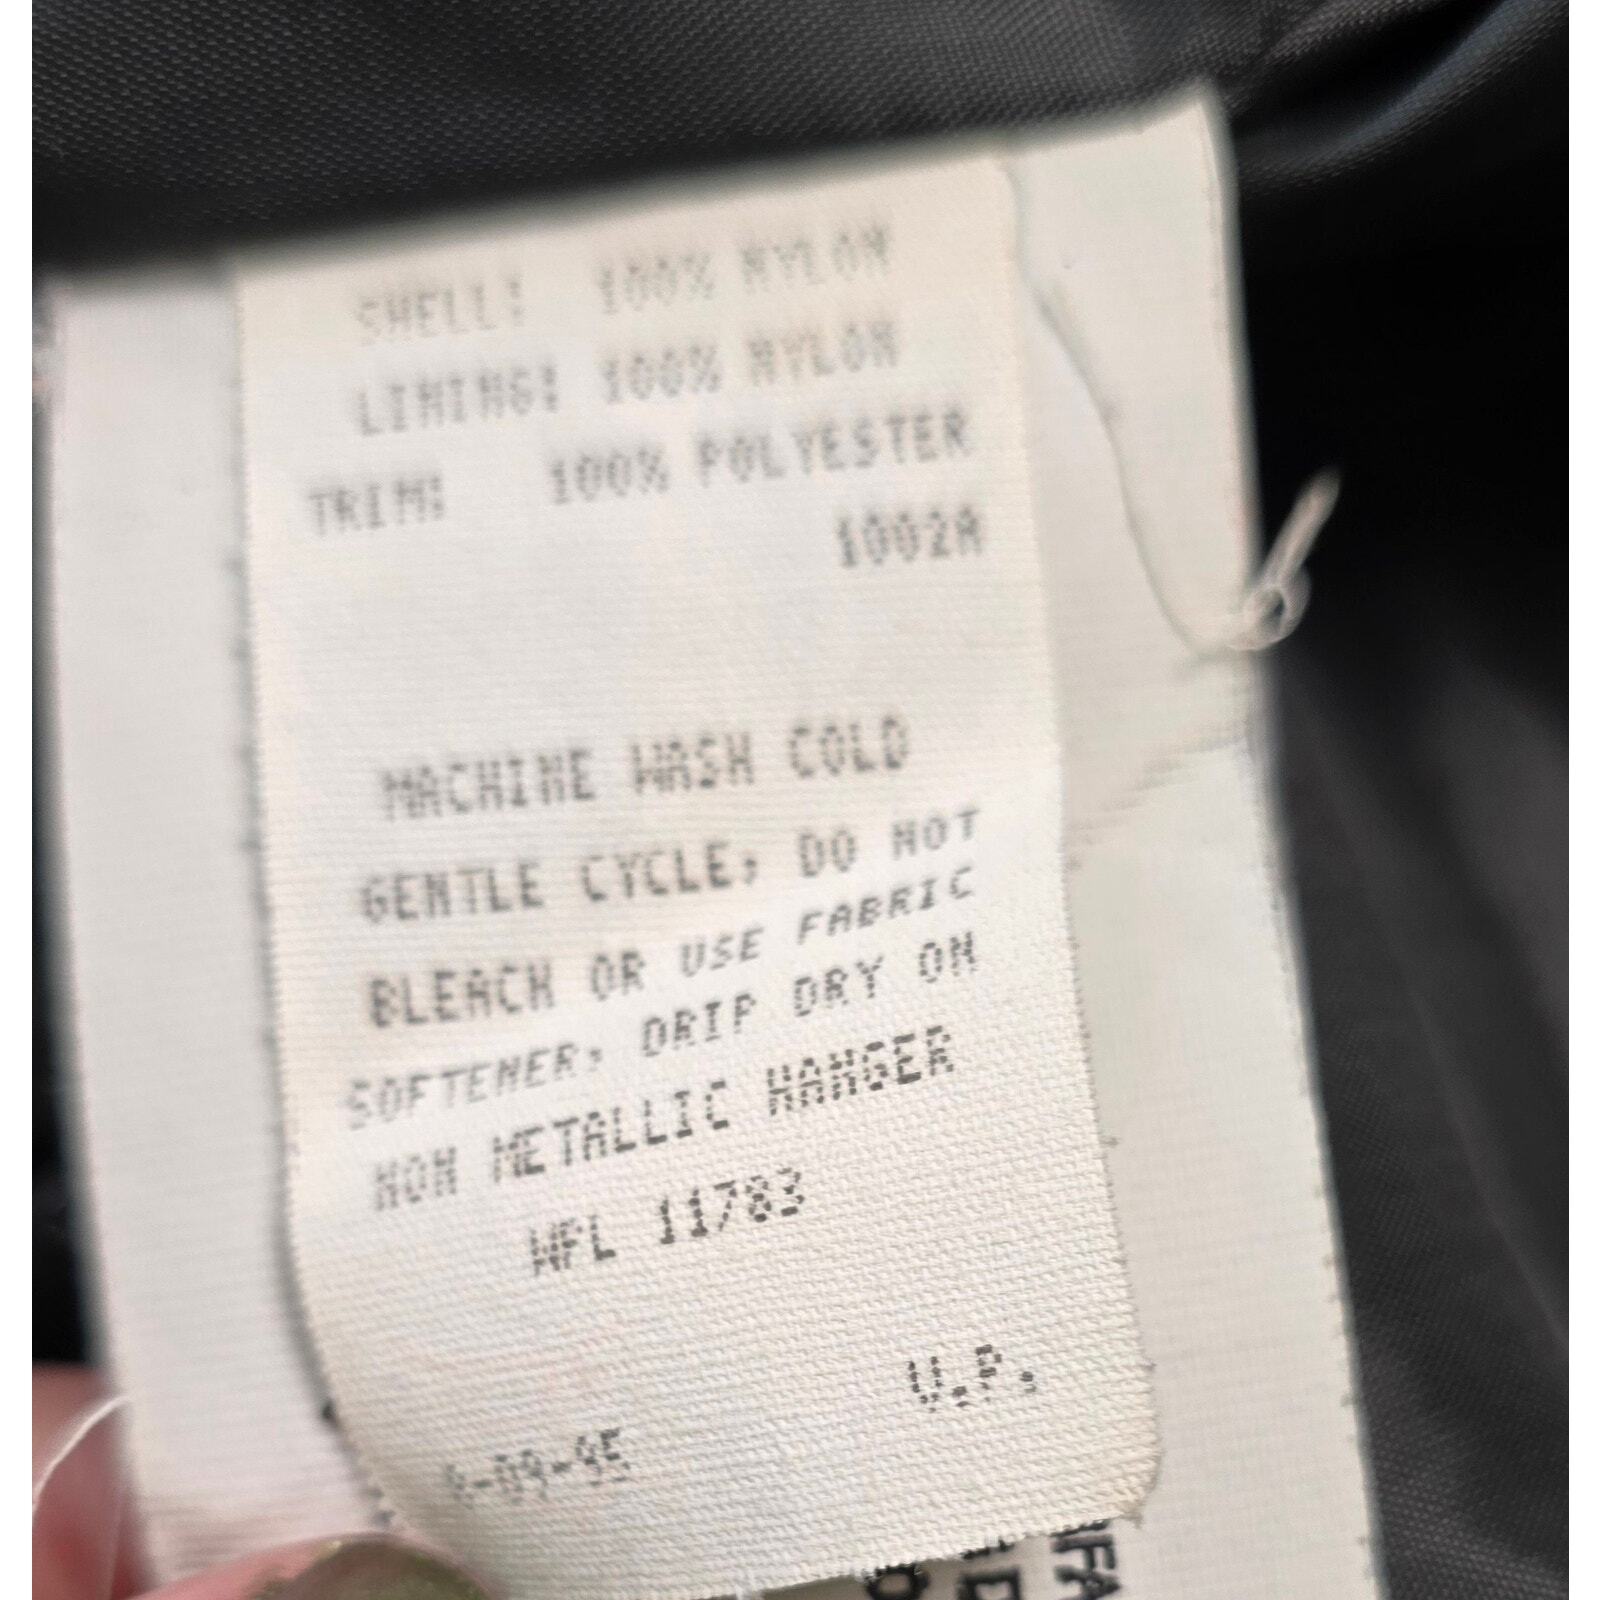 SHELL: 100% NYLON
LINING: 100% NYLON
TRIM: 100% POLYESTER
1002A
MACHINE WASH COLD
GENTLE CYCLE, DO NOT
BLEACH OR USE FABRIC
SOFTENER, DRIP DRY ON
NON METALLIC HANGER
WPL 11783
U.P.